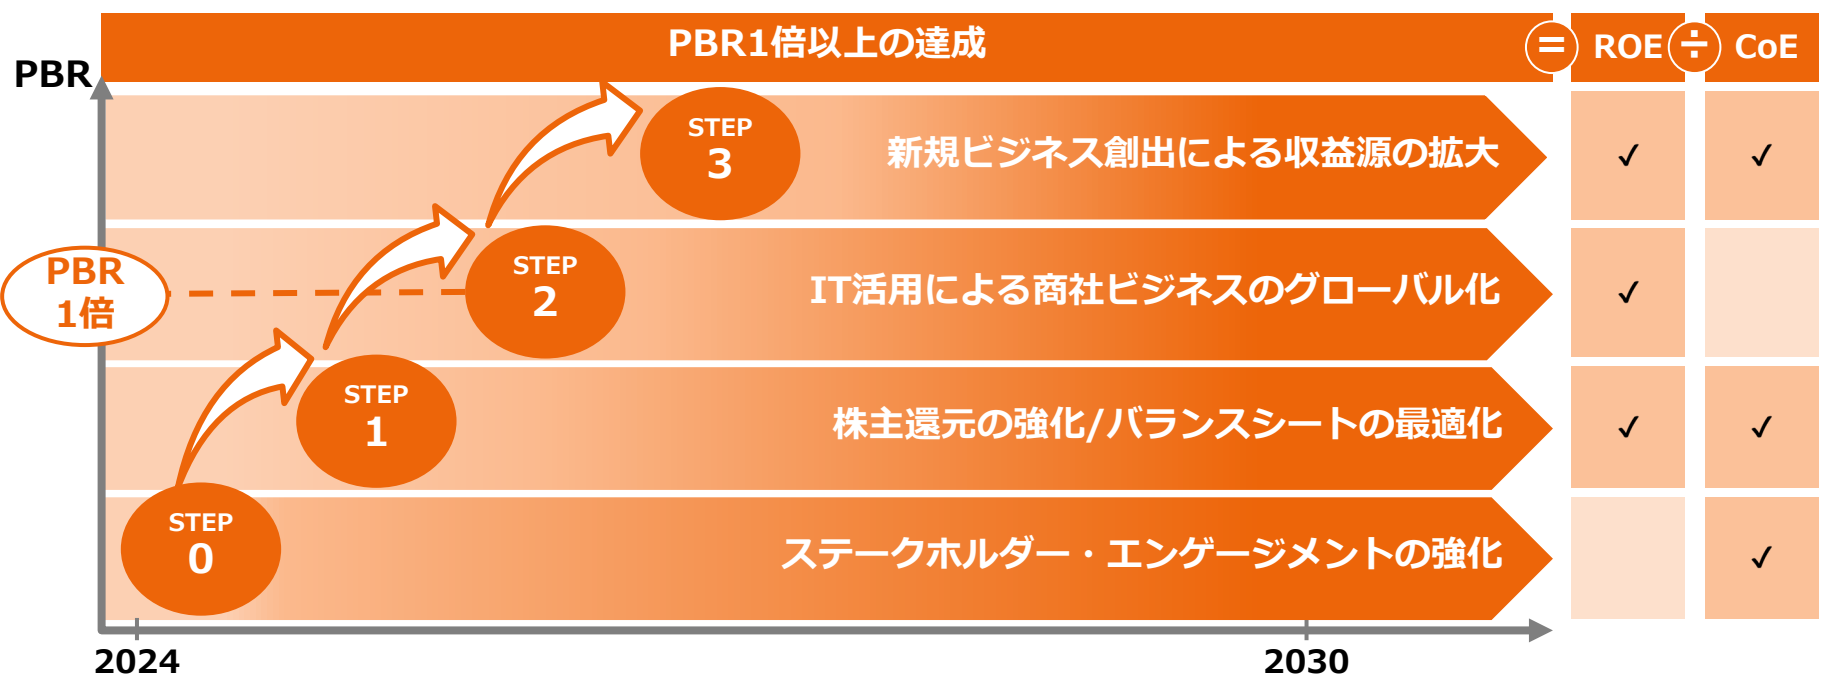 PBR1倍以上の達成
=
ROE
÷
CoE
PBR
STEP
3
新規ビジネス創出による収益源の拡大
✓
✓
PBR
1倍
STEP
2
IT活用による商社ビジネスのグローバル化
✓
STEP
1
株主還元の強化/バランスシートの最適化
✓
✓
STEP
0
ステークホルダー・エンゲージメントの強化
✓
2024
2030